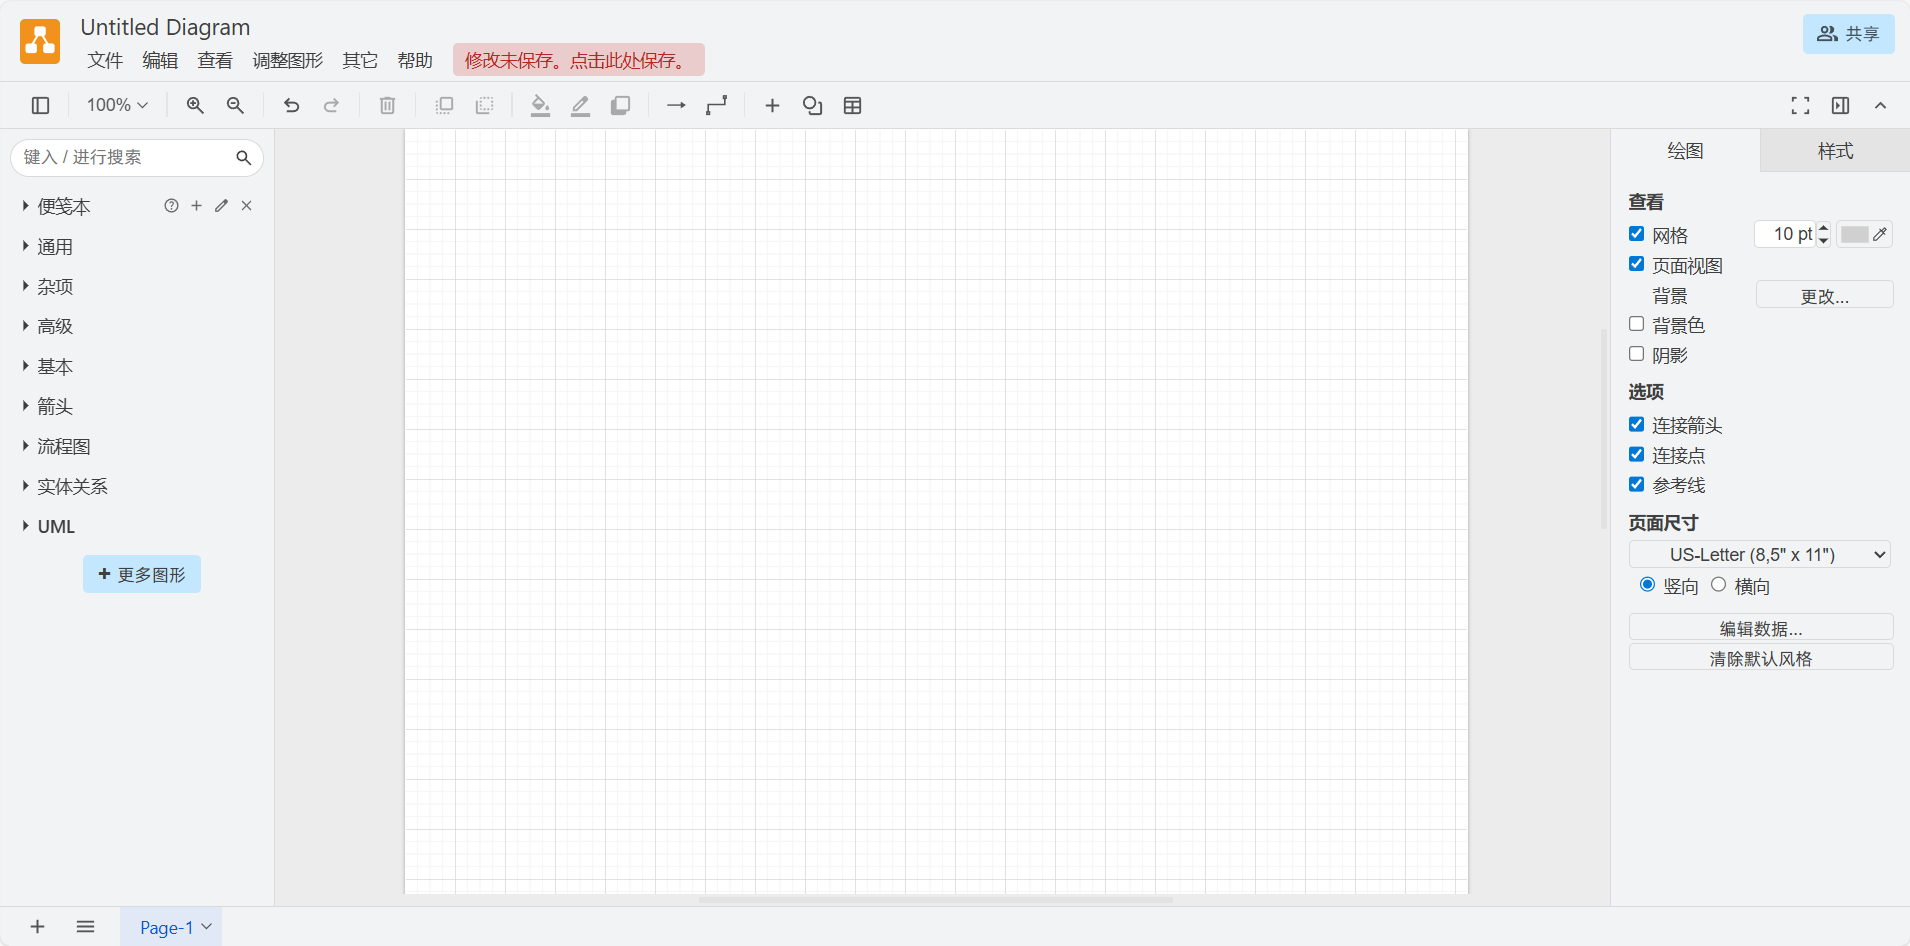 Untitled Diagram
文件 编辑 查看 调整图形 其它 帮助 修改未保存。点击此处保存。
共享
100%
键入 / 进行搜索
便笺本
通用
杂项
高级
基本
箭头
流程图
实体关系
UML
+ 更多图形
绘图 样式
查看
网格 10 pt
页面视图
背景 更改...
背景色
阴影
选项
连接箭头
连接点
参考线
页面尺寸
US-Letter (8,5" x 11")
竖向 横向
编辑数据...
清除默认风格
Page-1